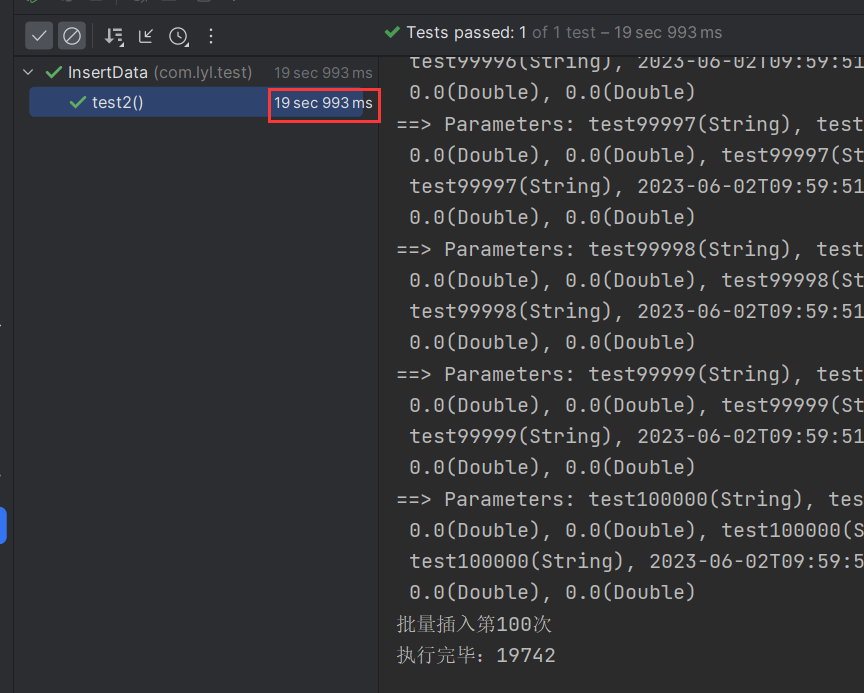 Tests passed: 1 of 1 test – 19 sec 993 ms
InsertData (com.lyl.test) 19 sec 993 ms
test2() 19 sec 993 ms
test99996(String), 2023-06-02T09:59:51
0.0(Double), 0.0(Double)
==> Parameters: test99997(String), test
0.0(Double), 0.0(Double), test99997(St
test99997(String), 2023-06-02T09:59:51
0.0(Double), 0.0(Double)
==> Parameters: test99998(String), test
0.0(Double), 0.0(Double), test99998(St
test99998(String), 2023-06-02T09:59:51
0.0(Double), 0.0(Double)
==> Parameters: test99999(String), test
0.0(Double), 0.0(Double), test99999(St
test99999(String), 2023-06-02T09:59:51
0.0(Double), 0.0(Double)
==> Parameters: test100000(String), tes
0.0(Double), 0.0(Double), test100000(S
test100000(String), 2023-06-02T09:59:5
0.0(Double), 0.0(Double)
批量插入第100次
执行完毕：19742